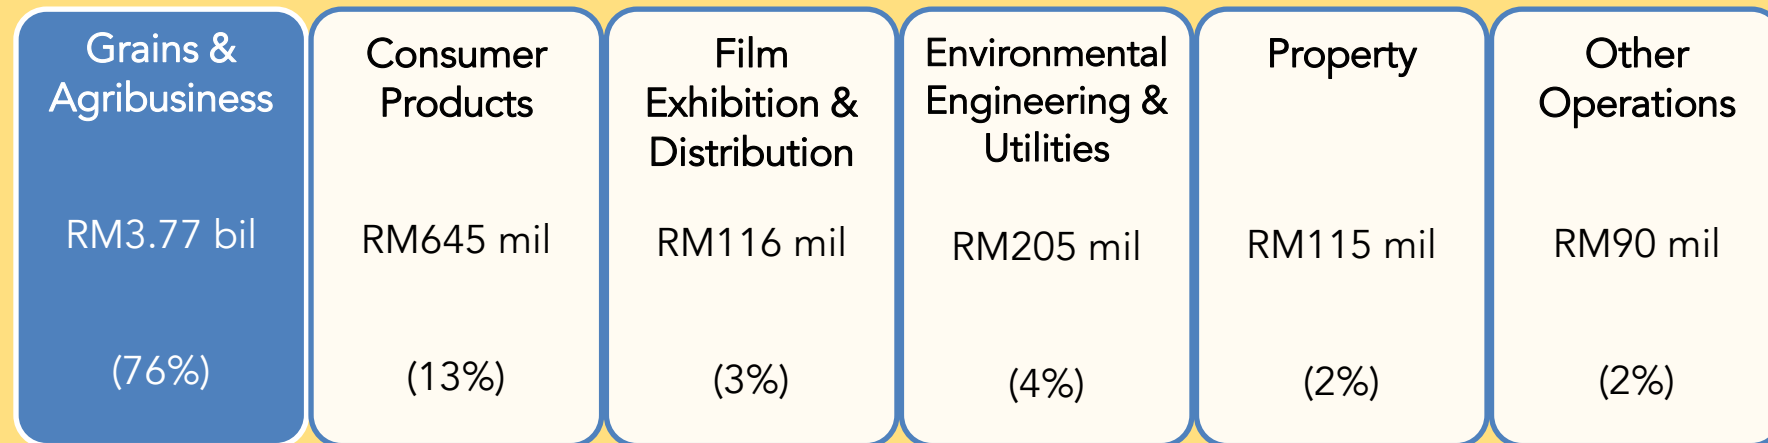 Grains &
Agribusiness
RM3.77 bil
(76%)
Consumer
Products
RM645 mil
(13%)
Film
Exhibition &
Distribution
RM116 mil
(3%)
Environmental
Engineering &
Utilities
RM205 mil
(4%)
Property
RM115 mil
(2%)
Other
Operations
RM90 mil
(2%)